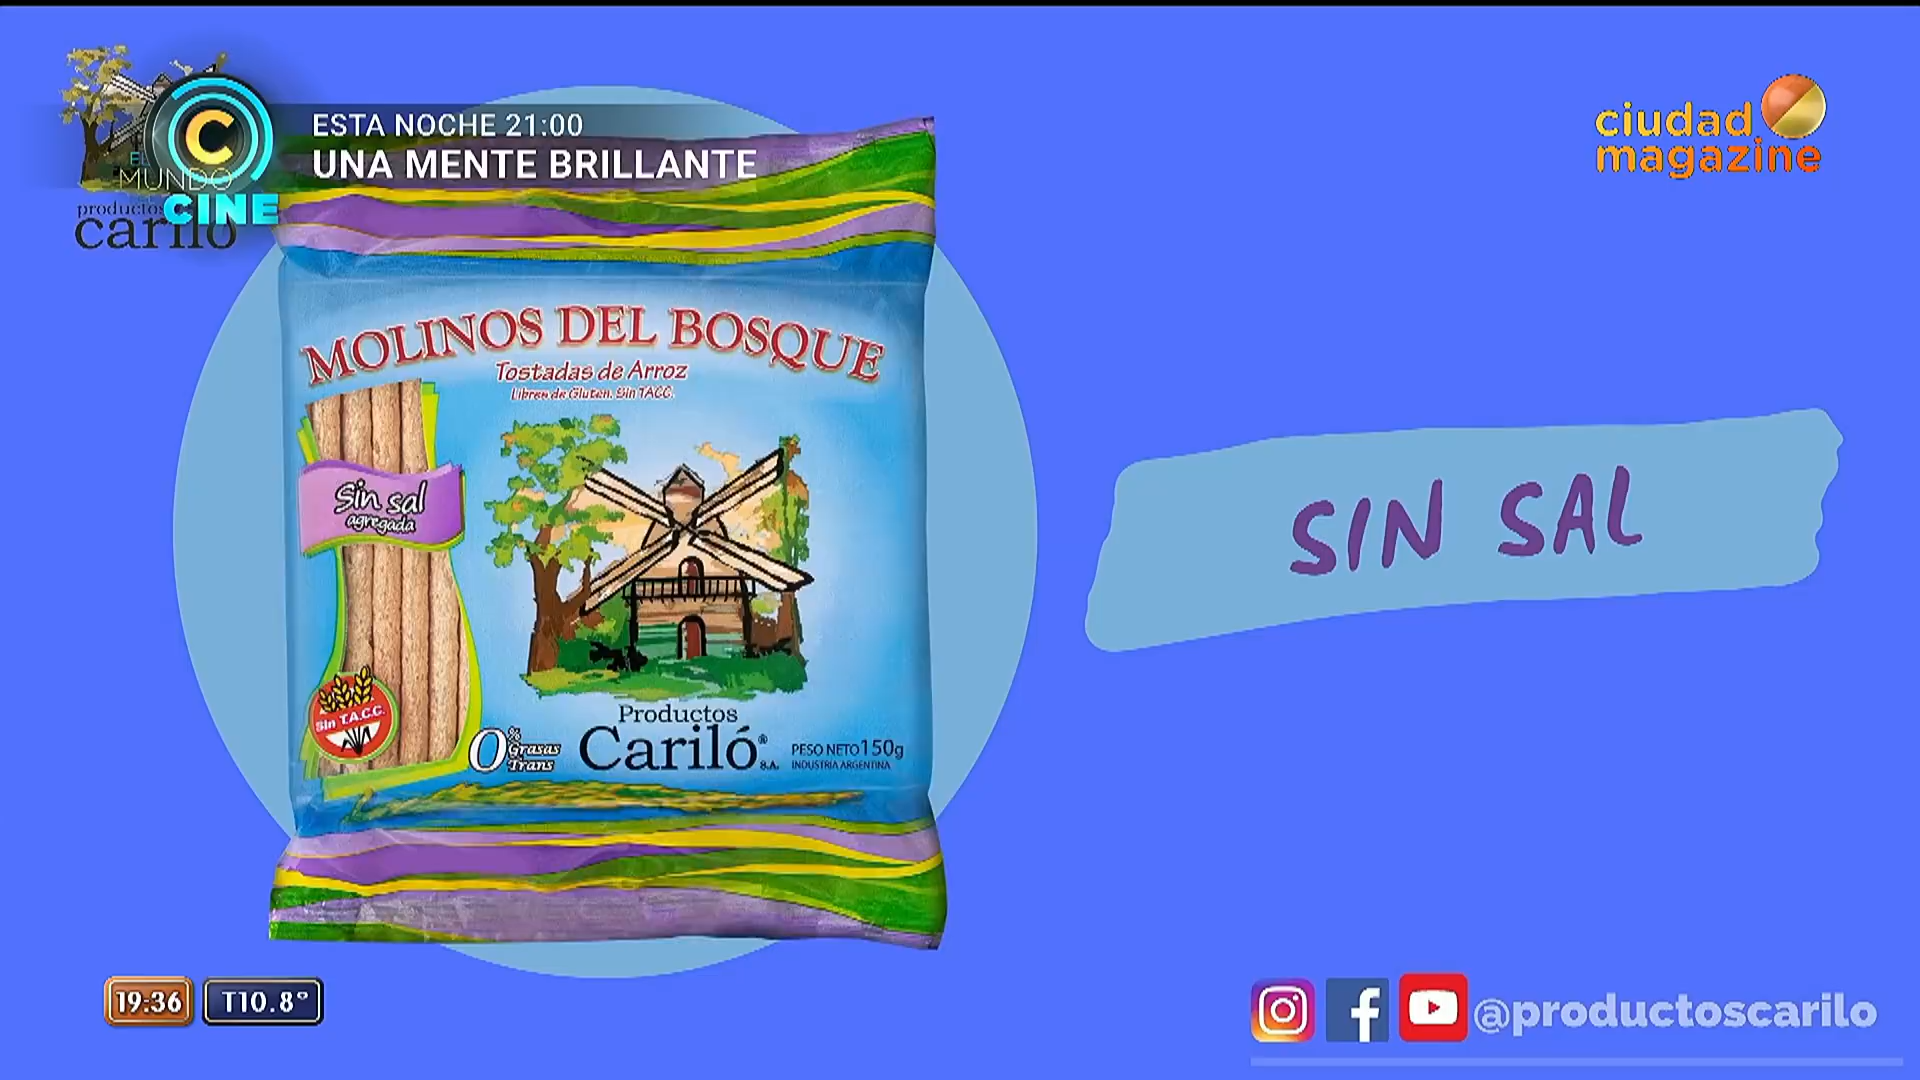 ESTA NOCHE 21:00
UNA MENTE BRILLANTE
C
EL
MUNDO
CINE
productos
cariló
ciudad
magazine
MOLINOS DEL BOSQUE
Tostadas de Arroz
Libres de Gluten. Sin TACC.
Sin sal
agregada
SIN SAL
Sin T.A.C.C.
0% Grasas
Trans
Productos
Cariló®
S.A.
PESO NETO 150g
INDUSTRIA ARGENTINA
19:36
T10.8°
@productoscarilo